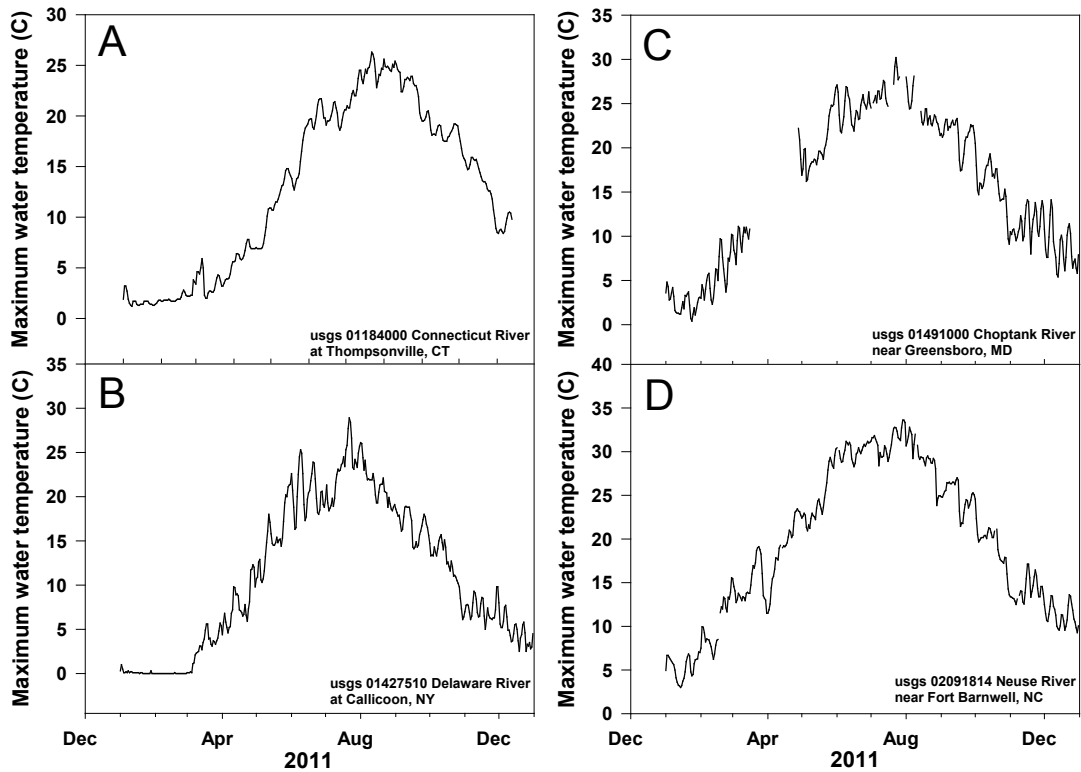 Maximum water temperature (C)
30
25
20
15
10
5
0
A
usgs 01184000 Connecticut River
at Thompsonville, CT
Maximum water temperature (C)
35
30
25
20
15
10
5
0
B
usgs 01427510 Delaware River
at Callicoon, NY
Dec Apr Aug Dec
2011
Maximum water temperature (C)
35
30
25
20
15
10
5
0
C
usgs 01491000 Choptank River
near Greensboro, MD
Maximum water temperature (C)
40
35
30
25
20
15
10
5
0
D
usgs 02091814 Neuse River
near Fort Barnwell, NC
Dec Apr Aug Dec
2011